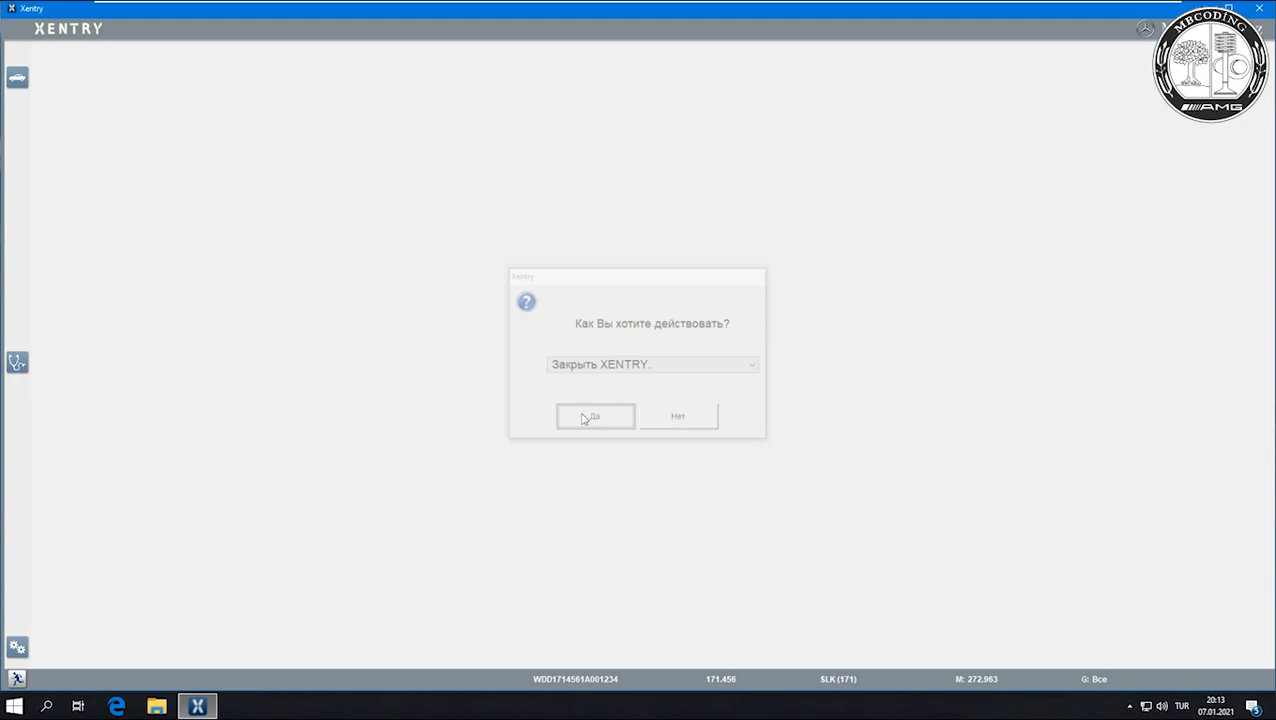 Xentry
XENTRY
MBCODING
AMG
Xentry
?
Как Вы хотите действовать?
Закрыть XENTRY.
Да
Нет
WDD1714561A001234
171.456
SLK (171)
M: 272.963
G: Все
TUR
20:13
07.01.2021